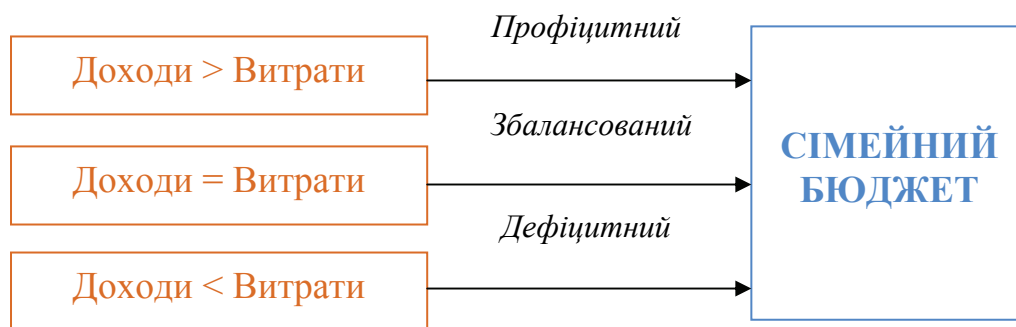 Профіцитний
Доходи > Витрати
Збалансований
Доходи = Витрати
Дефіцитний
Доходи < Витрати
СІМЕЙНИЙ
БЮДЖЕТ